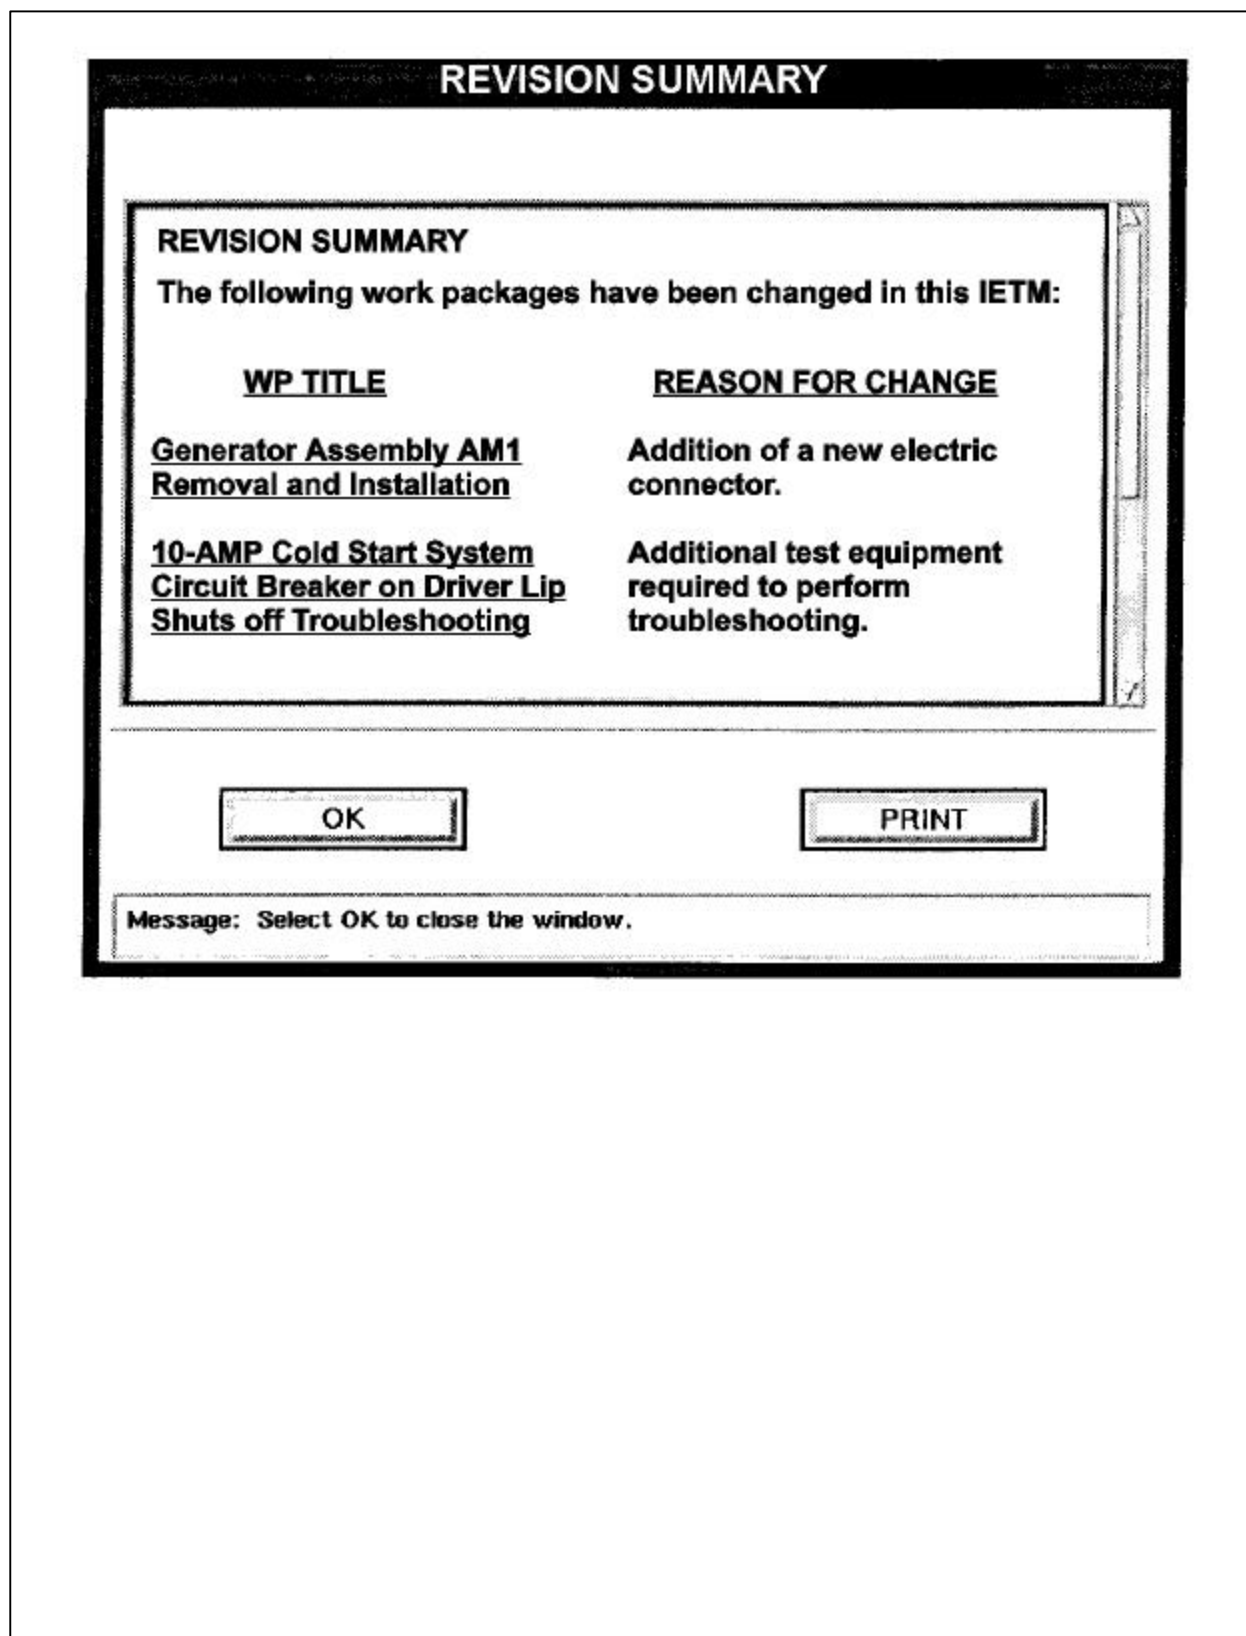 REVISION SUMMARY
REVISION SUMMARY
The following work packages have been changed in this IETM:
WP TITLE REASON FOR CHANGE
Generator Assembly AM1 Addition of a new electric
Removal and Installation connector.
10-AMP Cold Start System Additional test equipment
Circuit Breaker on Driver Lip required to perform
Shuts off Troubleshooting troubleshooting.
OK PRINT
Message: Select OK to close the window.